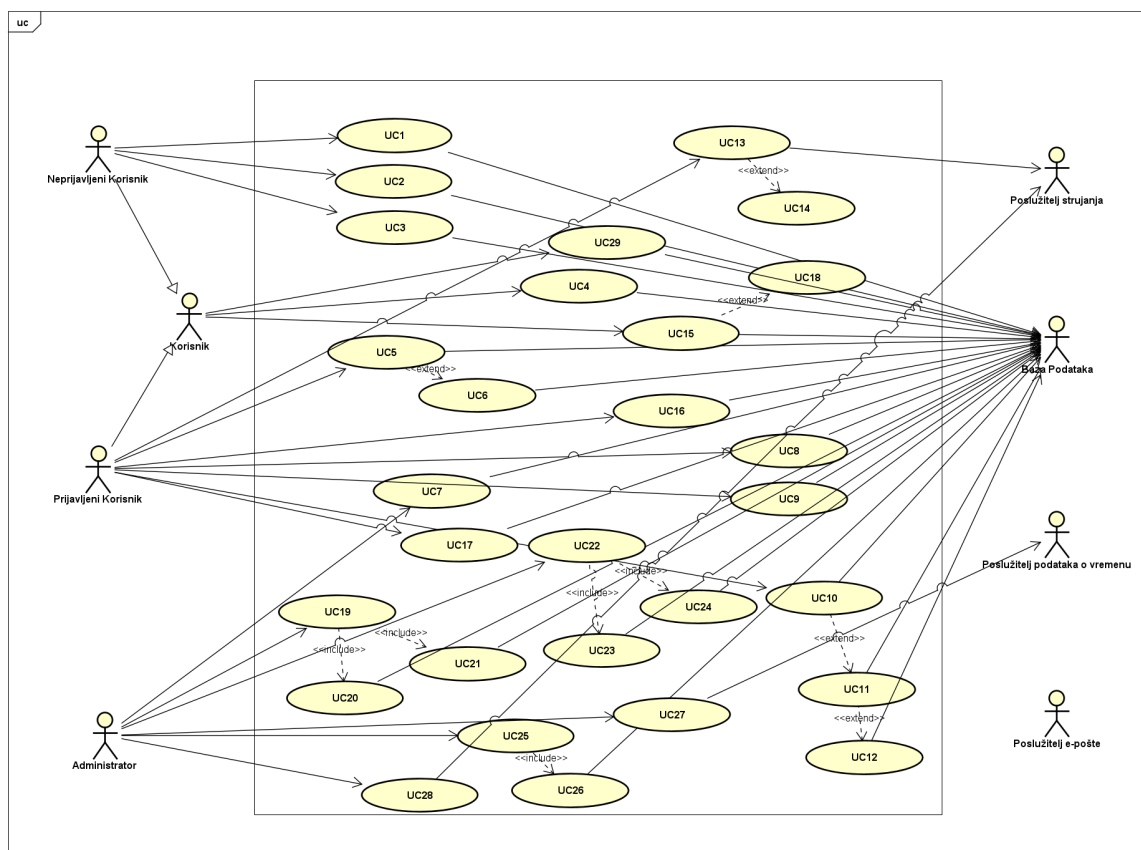 uc
UC1
UC13
Neprijavljeni Korisnik
<<extend>>
UC2
Poslužitelj strujanja
UC14
UC3
UC29
UC18
UC4
<<extend>>
Korisnik
UC15
UC5
<<extend>>
Baza Podataka
UC6
UC16
UC8
Prijavljeni Korisnik
UC7
UC9
UC17
UC22
Poslužitelj podataka o vremenu
<<include>>
<<include>>
UC10
UC24
UC19
<<include>>
<<include>>
<<extend>>
UC23
UC21
UC20
UC11
UC27
<<extend>>
UC25
Administrator
<<include>>
UC12
Poslužitelj e-pošte
UC28
UC26